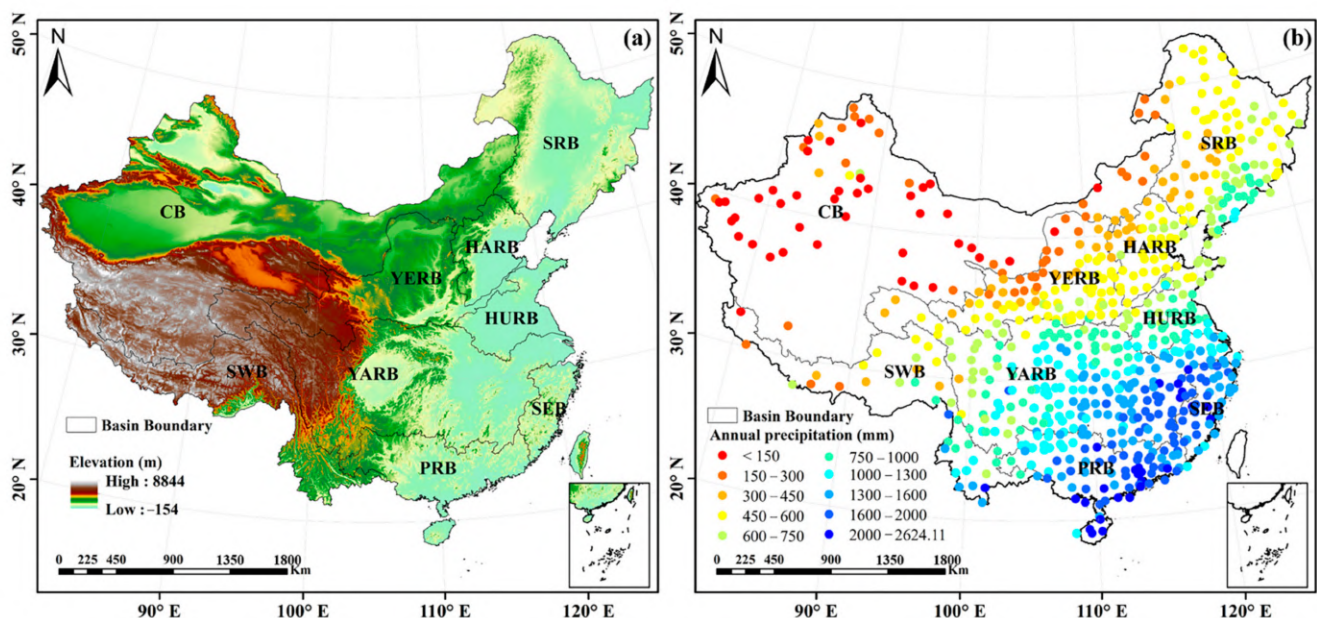 50° N
40° N
30° N
20° N
N
(a)
SRB
CB
HARB
YERB
HURB
SWB
YARB
SEB
PRB
Basin Boundary
Elevation (m)
High : 8844
Low : –154
0 225 450 900 1350 1800
Km
90° E 100° E 110° E 120° E
50° N
40° N
30° N
20° N
N
(b)
SRB
CB
HARB
YERB
HURB
SWB
YARB
SEB
PRB
Basin Boundary
Annual precipitation (mm)
< 150 750 – 1000
150 – 300 1000 – 1300
300 – 450 1300 – 1600
450 – 600 1600 – 2000
600 – 750 2000 – 2624.11
0 225 450 900 1350 1800
Km
90° E 100° E 110° E 120° E